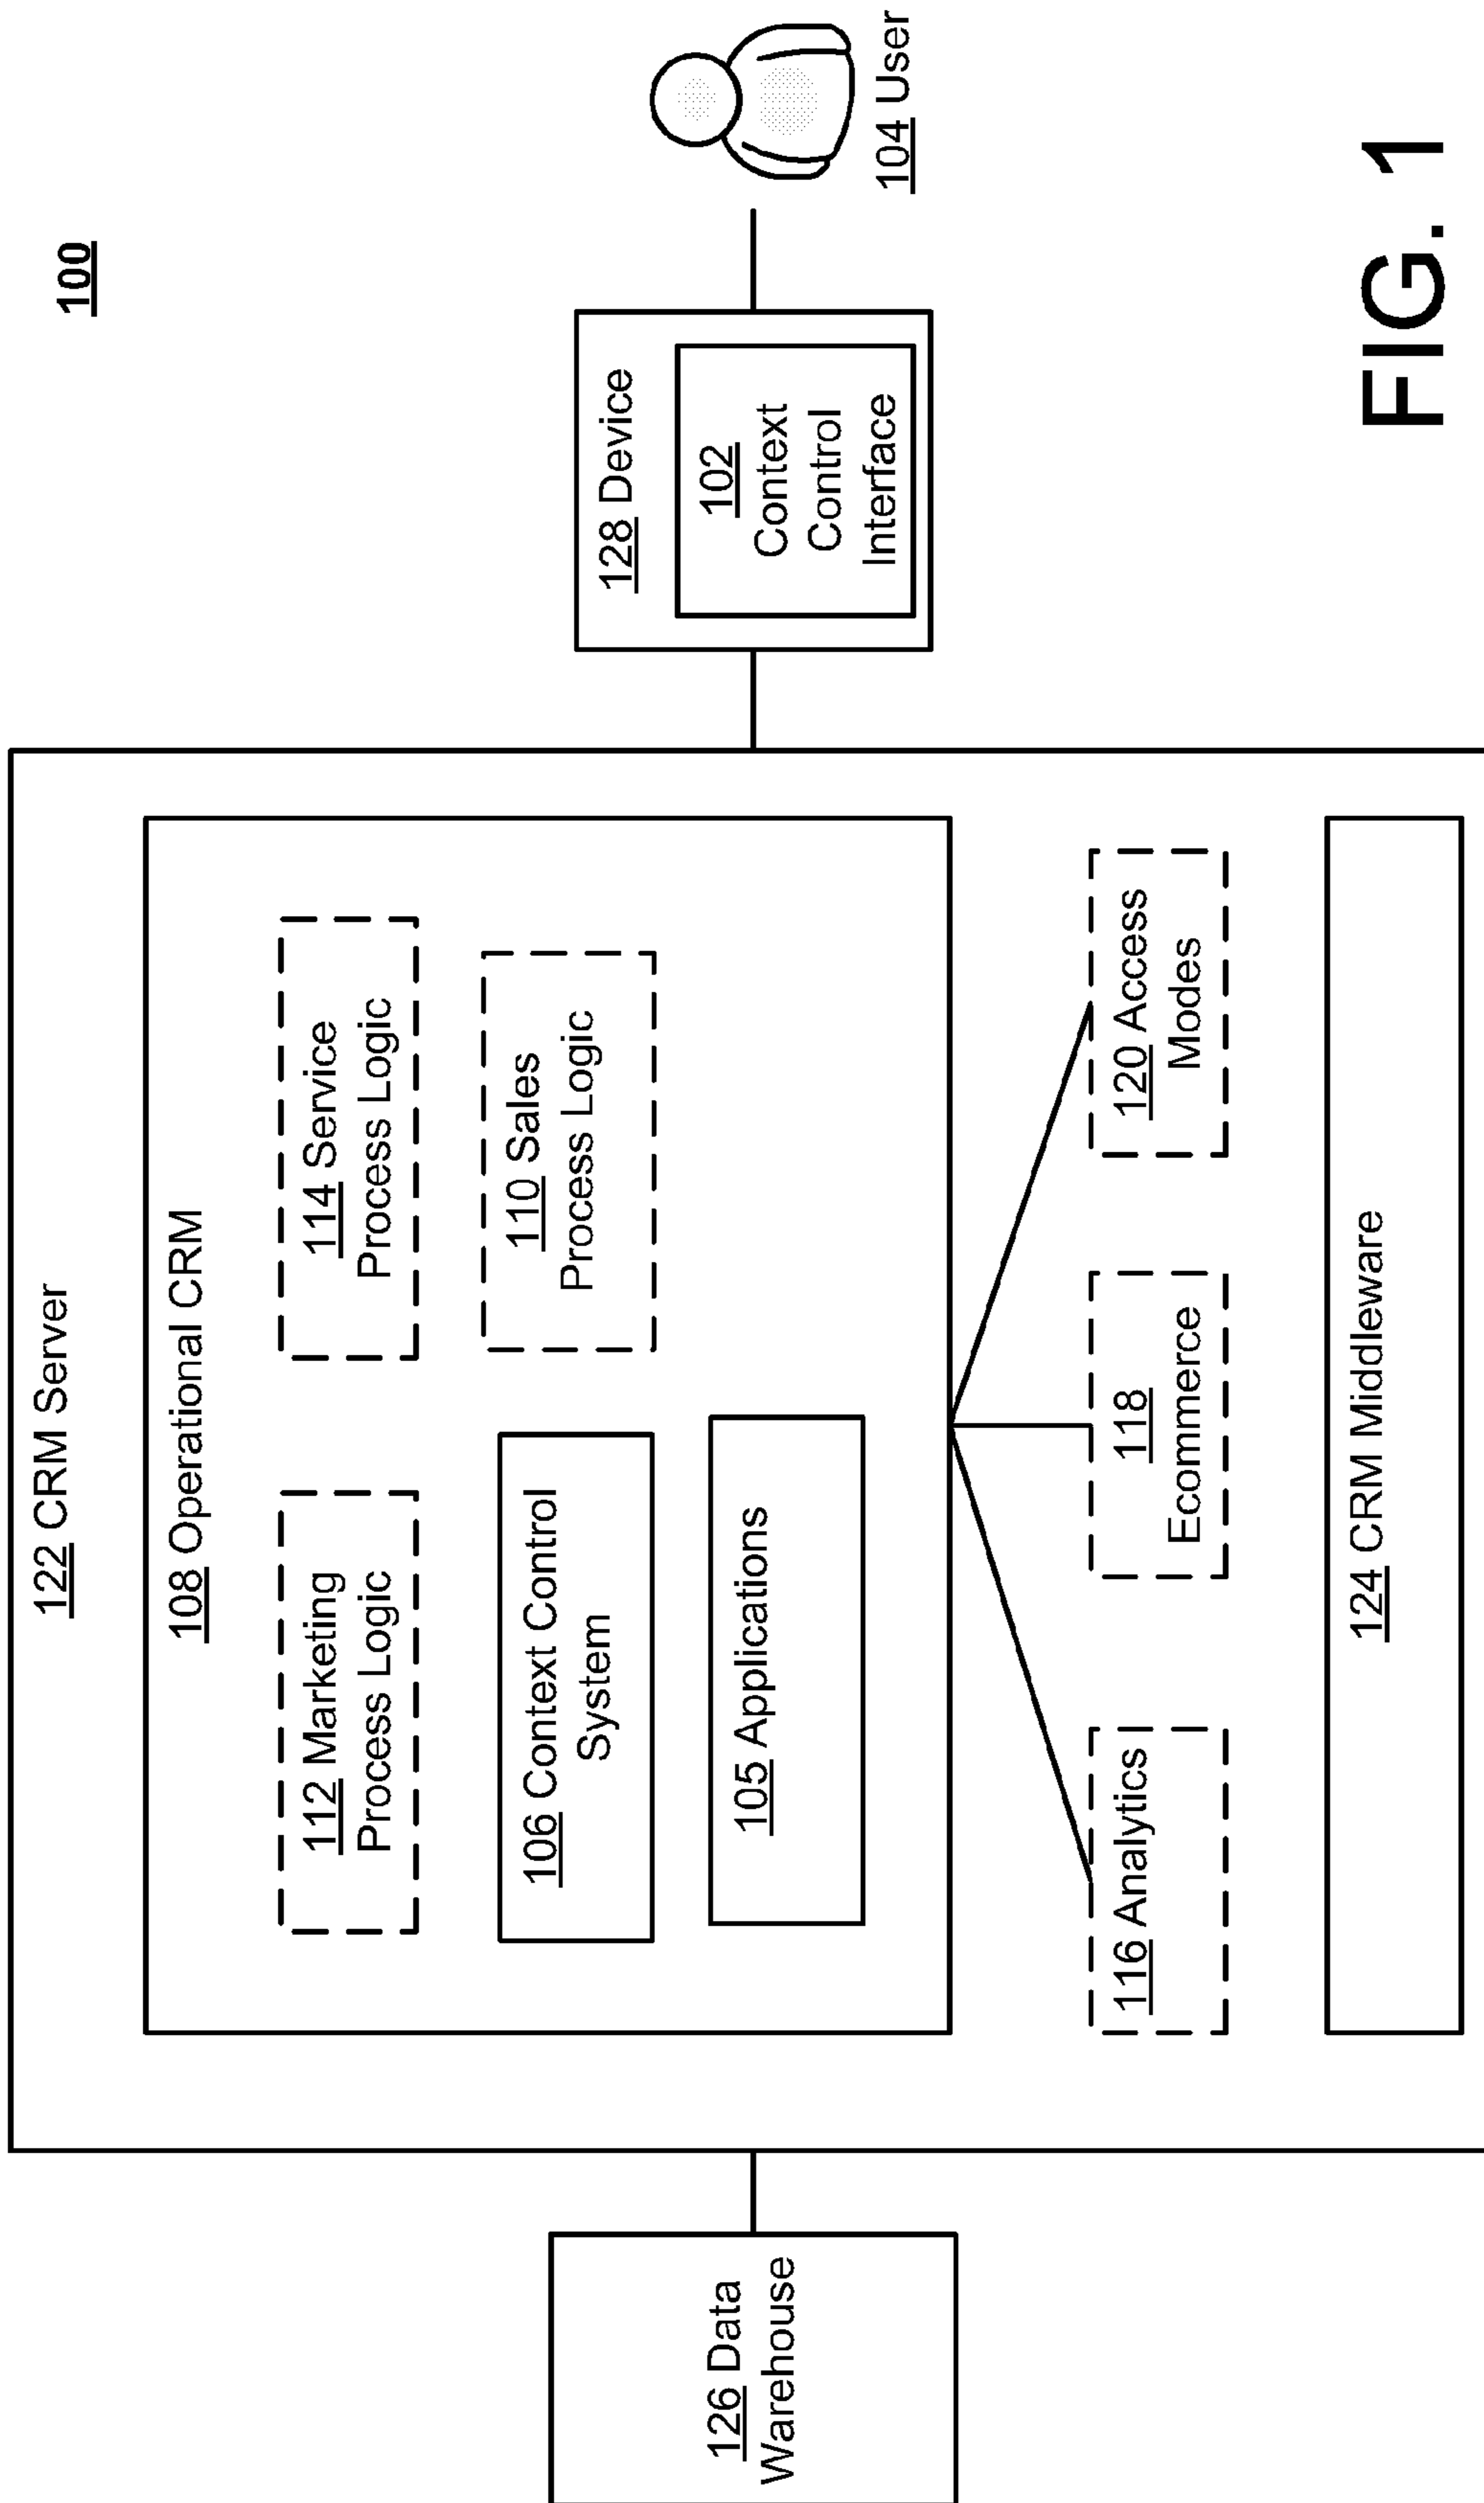 100
122 CRM Server
108 Operational CRM
112 Marketing
Process Logic
114 Service
Process Logic
106 Context Control
System
110 Sales
Process Logic
105 Applications
116 Analytics
118
Ecommerce
120 Access
Modes
124 CRM Middleware
126 Data
Warehouse
128 Device
102
Context
Control
Interface
104 User
FIG. 1